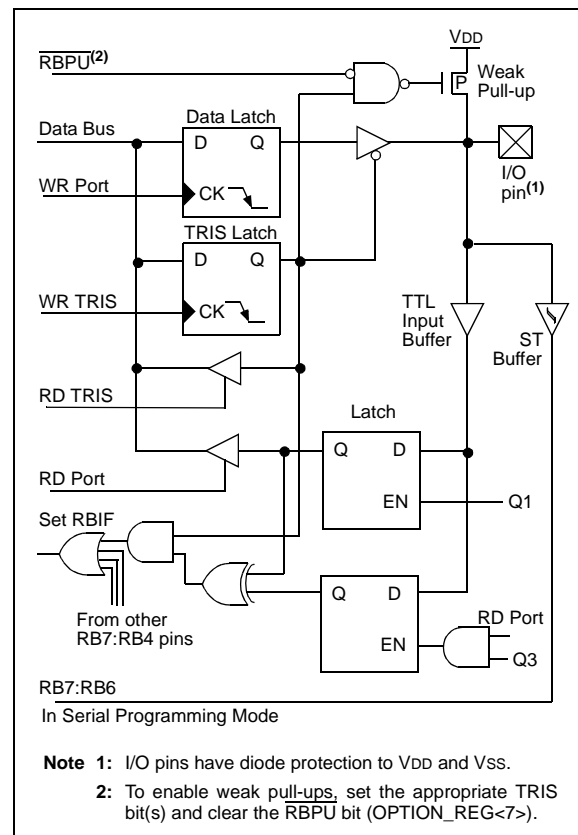 VDD
RBPU(2)
P
Weak
Pull-up
Data Bus
Data Latch
D Q
WR Port
CK
I/O
pin(1)
TRIS Latch
D Q
WR TRIS
CK
TTL
Input
Buffer
ST
Buffer
RD TRIS
Latch
Q D
RD Port
EN
Q1
Set RBIF
Q D
From other
RB7:RB4 pins
EN
RD Port
Q3
RB7:RB6
In Serial Programming Mode
Note 1: I/O pins have diode protection to VDD and VSS.
2: To enable weak pull-ups, set the appropriate TRIS
bit(s) and clear the RBPU bit (OPTION_REG<7>).